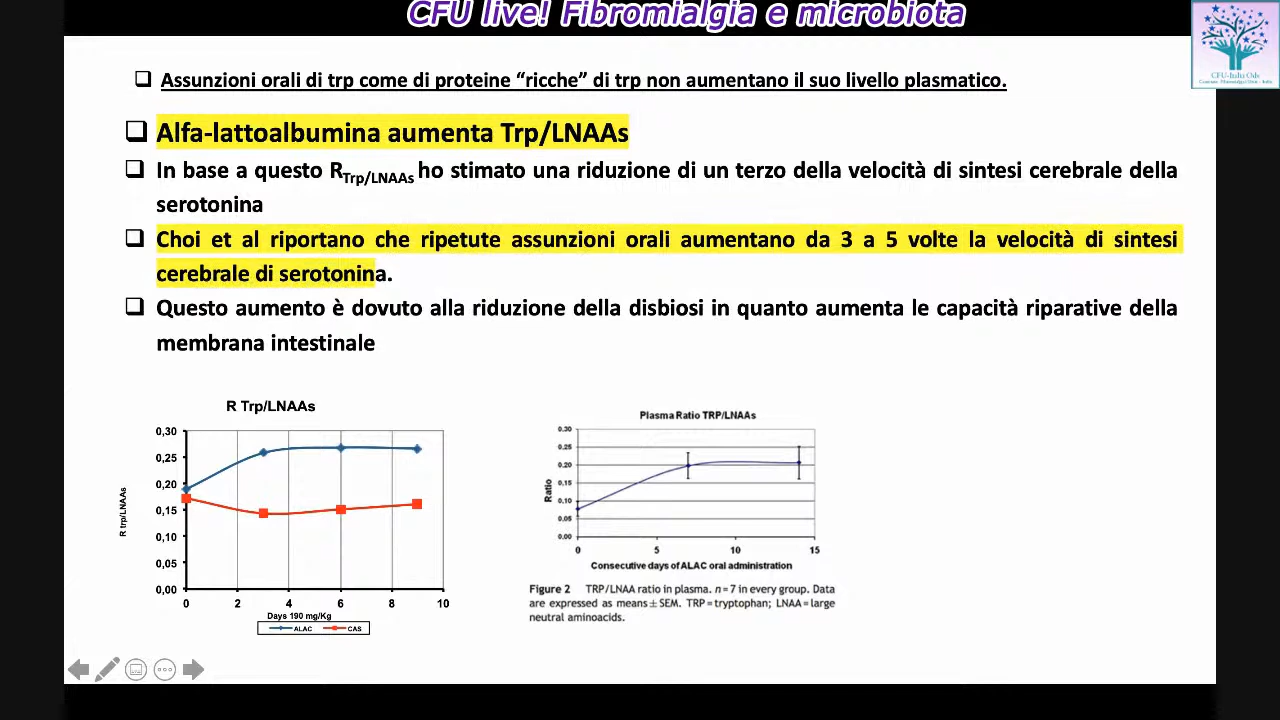 CFU live! Fibromialgia e microbiota
CFU-Italia Odv
Assunzioni orali di trp come di proteine “ricche” di trp non aumentano il suo livello plasmatico.
Alfa-lattoalbumina aumenta Trp/LNAAs
In base a questo RTrp/LNAAs ho stimato una riduzione di un terzo della velocità di sintesi cerebrale della
serotonina
Choi et al riportano che ripetute assunzioni orali aumentano da 3 a 5 volte la velocità di sintesi
cerebrale di serotonina.
Questo aumento è dovuto alla riduzione della disbiosi in quanto aumenta le capacità riparative della
membrana intestinale
R Trp/LNAAs
0,30
0,25
0,20
0,15
0,10
0,05
0,00
R trp/LNAAs
0 2 4 6 8 10
Days 190 mg/Kg
ALAC CAS
Plasma Ratio TRP/LNAAs
0.30
0.25
0.20
0.15
0.10
0.05
0.00
Ratio
0 5 10 15
Consecutive days of ALAC oral administration
Figure 2 TRP/LNAA ratio in plasma. n = 7 in every group. Data
are expressed as means ± SEM. TRP = tryptophan; LNAA = large
neutral aminoacids.